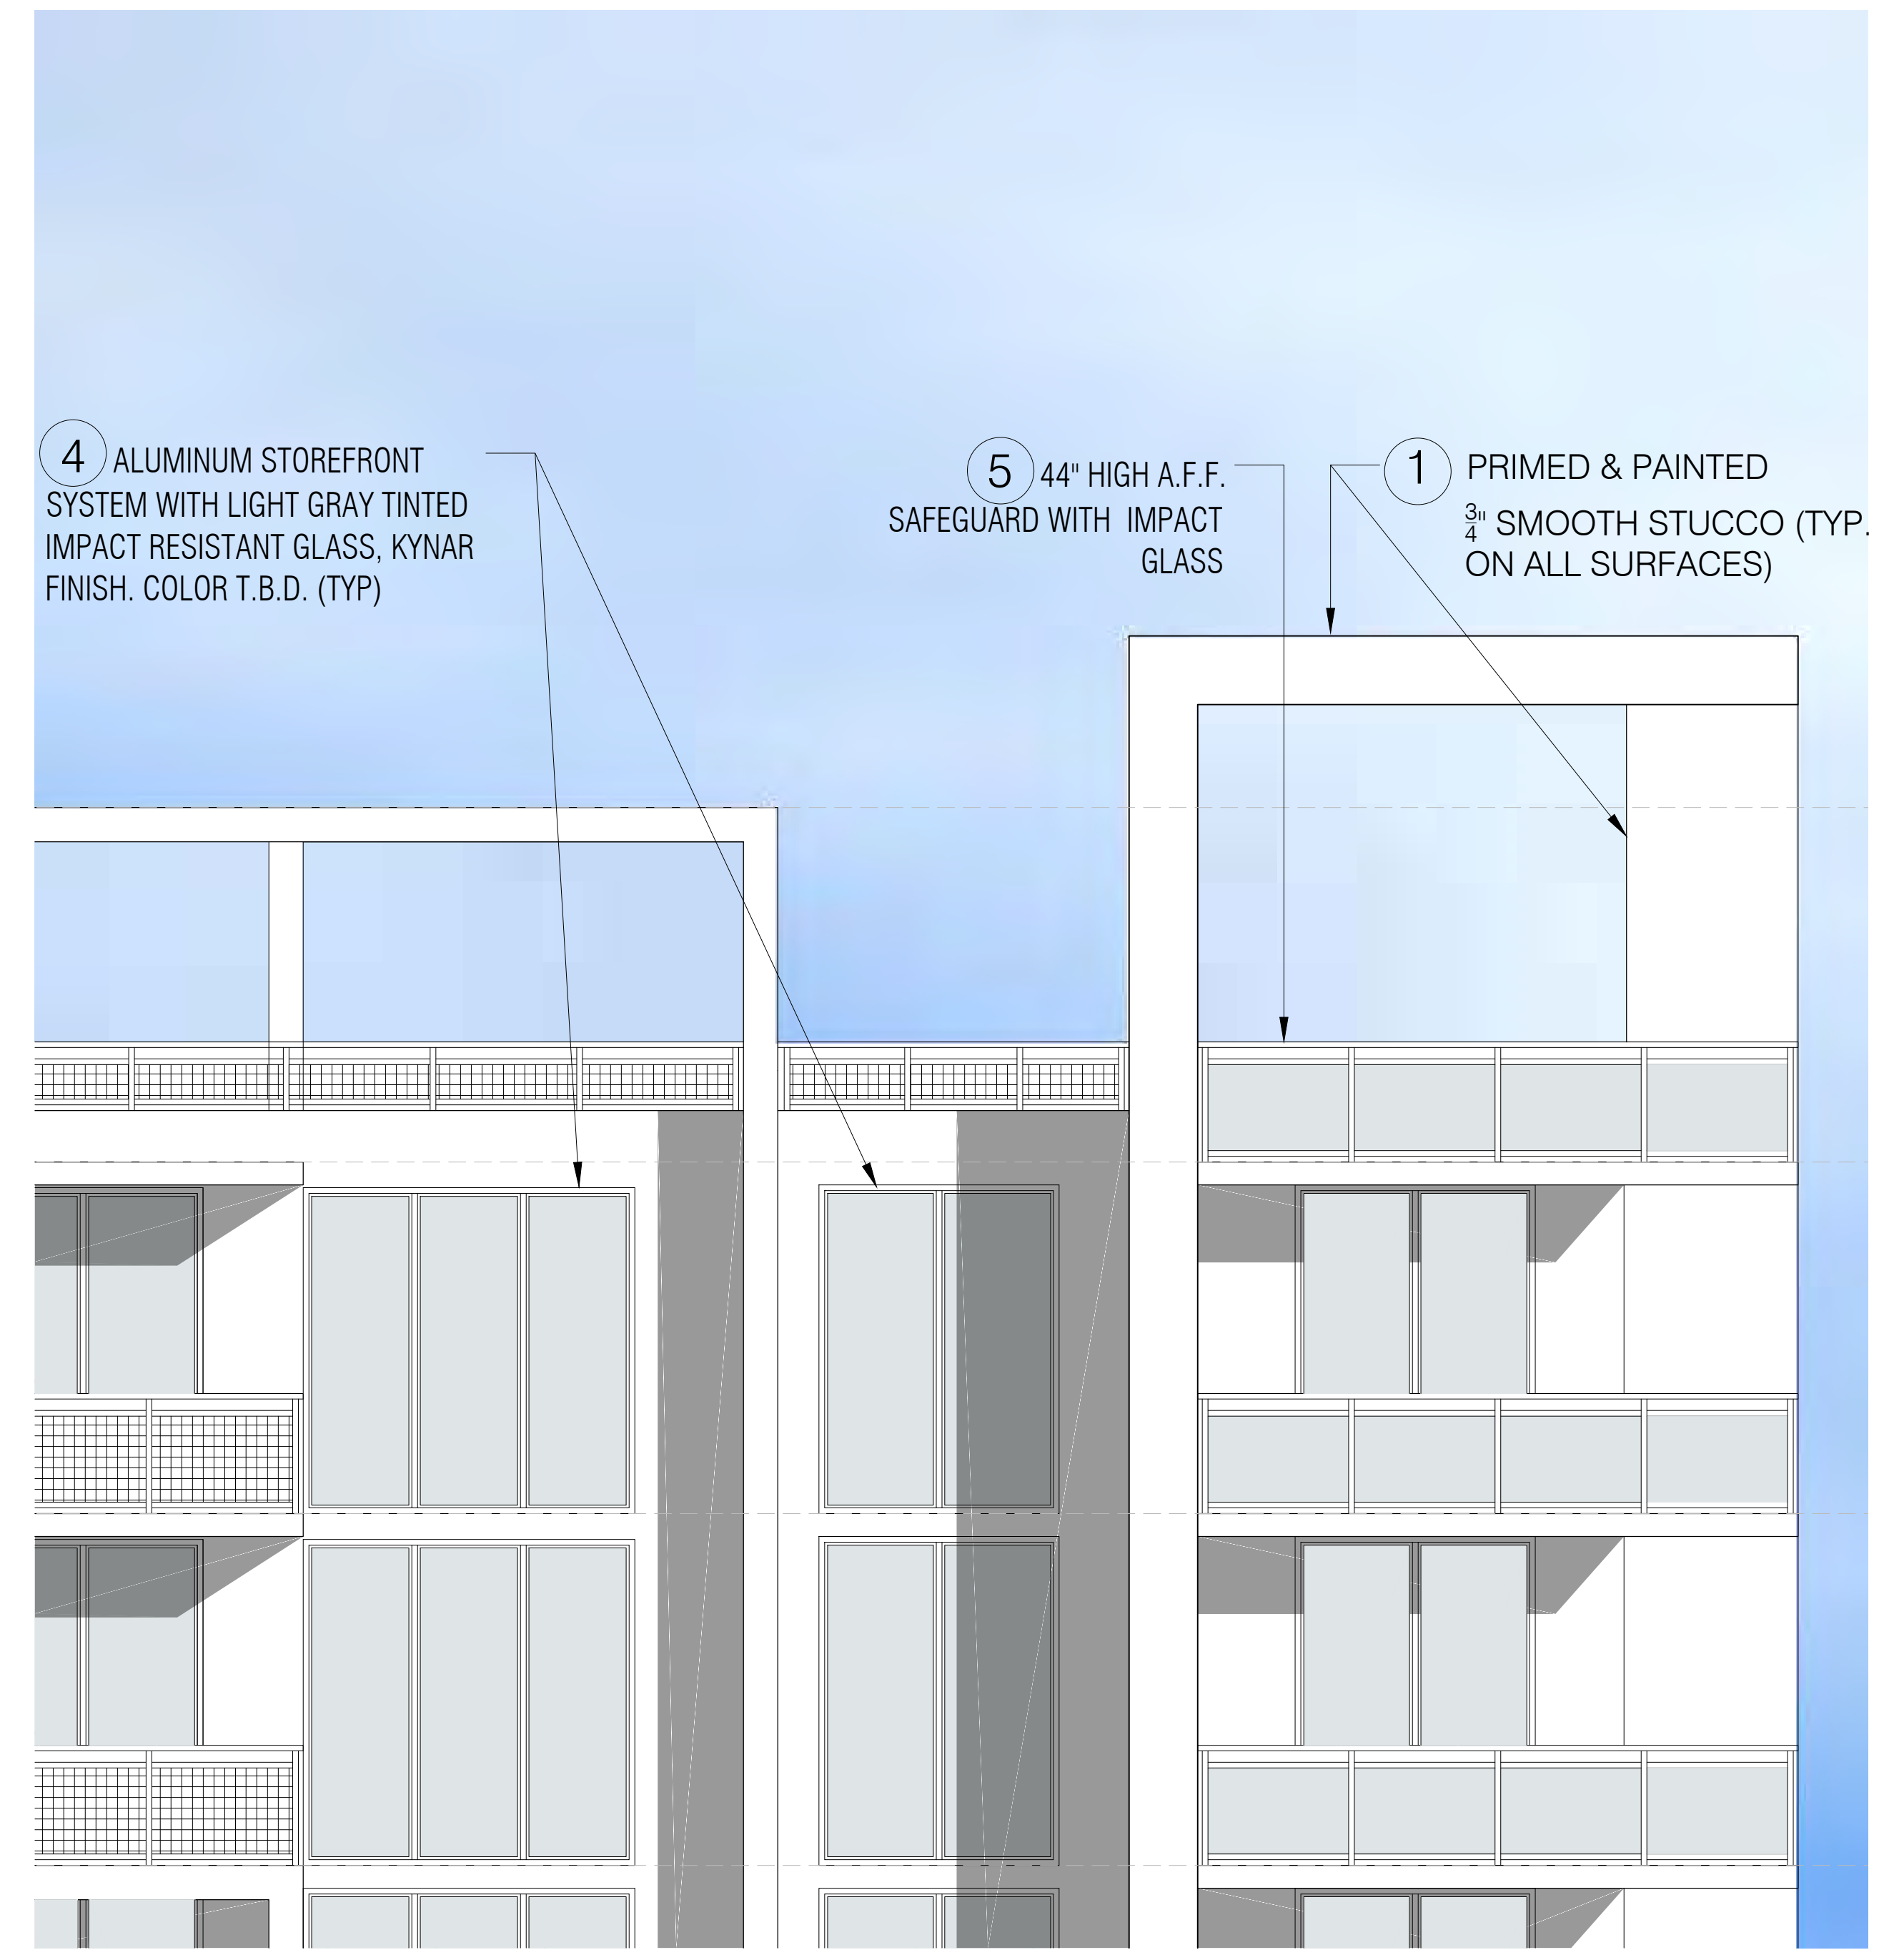 4 ALUMINUM STOREFRONT
SYSTEM WITH LIGHT GRAY TINTED
IMPACT RESISTANT GLASS, KYNAR
FINISH. COLOR T.B.D. (TYP)
5 44" HIGH A.F.F.
SAFEGUARD WITH IMPACT
GLASS
1 PRIMED & PAINTED
3/4" SMOOTH STUCCO (TYP.
ON ALL SURFACES)